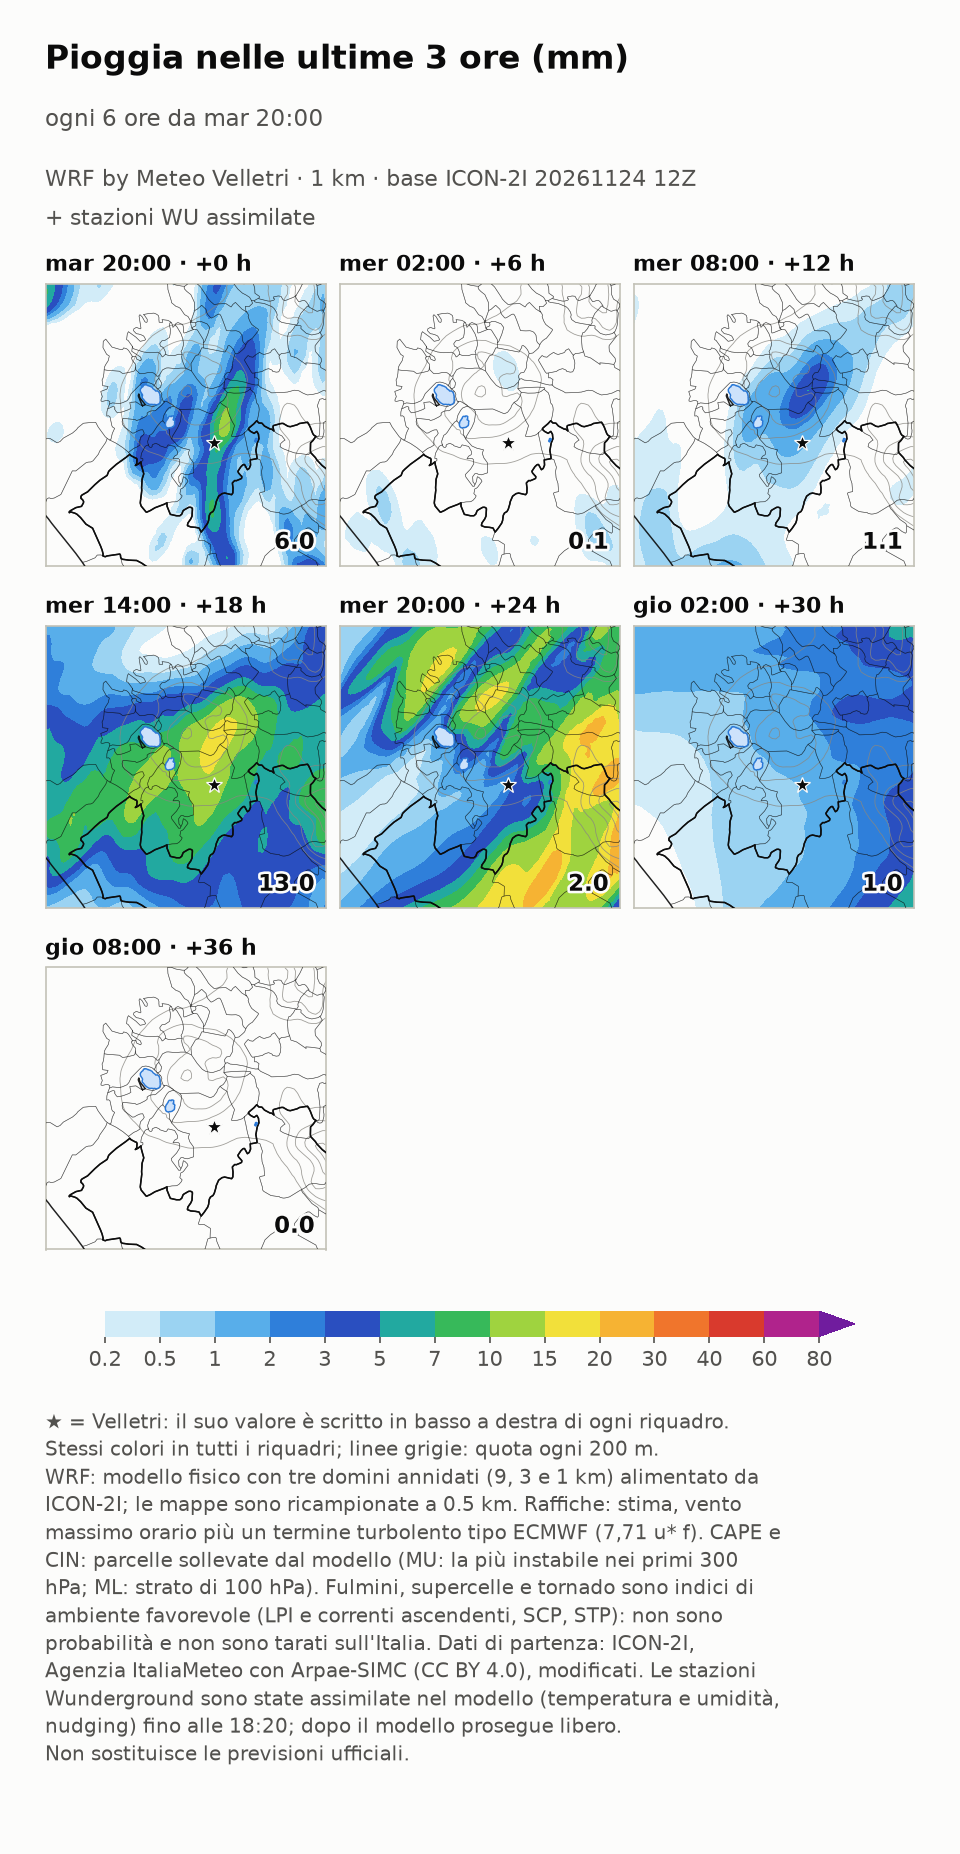 Pioggia nelle ultime 3 ore (mm)
ogni 6 ore da mar 20:00
WRF by Meteo Velletri · 1 km · base ICON-2I 20261124 12Z
+ stazioni WU assimilate
mar 20:00 · +0 h
mer 02:00 · +6 h
mer 08:00 · +12 h
6.0
0.1
1.1
mer 14:00 · +18 h
mer 20:00 · +24 h
gio 02:00 · +30 h
13.0
2.0
1.0
gio 08:00 · +36 h
0.0
0.2 0.5 1 2 3 5 7 10 15 20 30 40 60 80
★ = Velletri: il suo valore è scritto in basso a destra di ogni riquadro.
Stessi colori in tutti i riquadri; linee grigie: quota ogni 200 m.
WRF: modello fisico con tre domini annidati (9, 3 e 1 km) alimentato da
ICON-2I; le mappe sono ricampionate a 0.5 km. Raffiche: stima, vento
massimo orario più un termine turbolento tipo ECMWF (7,71 u* f). CAPE e
CIN: parcelle sollevate dal modello (MU: la più instabile nei primi 300
hPa; ML: strato di 100 hPa). Fulmini, supercelle e tornado sono indici di
ambiente favorevole (LPI e correnti ascendenti, SCP, STP): non sono
probabilità e non sono tarati sull'Italia. Dati di partenza: ICON-2I,
Agenzia ItaliaMeteo con Arpae-SIMC (CC BY 4.0), modificati. Le stazioni
Wunderground sono state assimilate nel modello (temperatura e umidità,
nudging) fino alle 18:20; dopo il modello prosegue libero.
Non sostituisce le previsioni ufficiali.